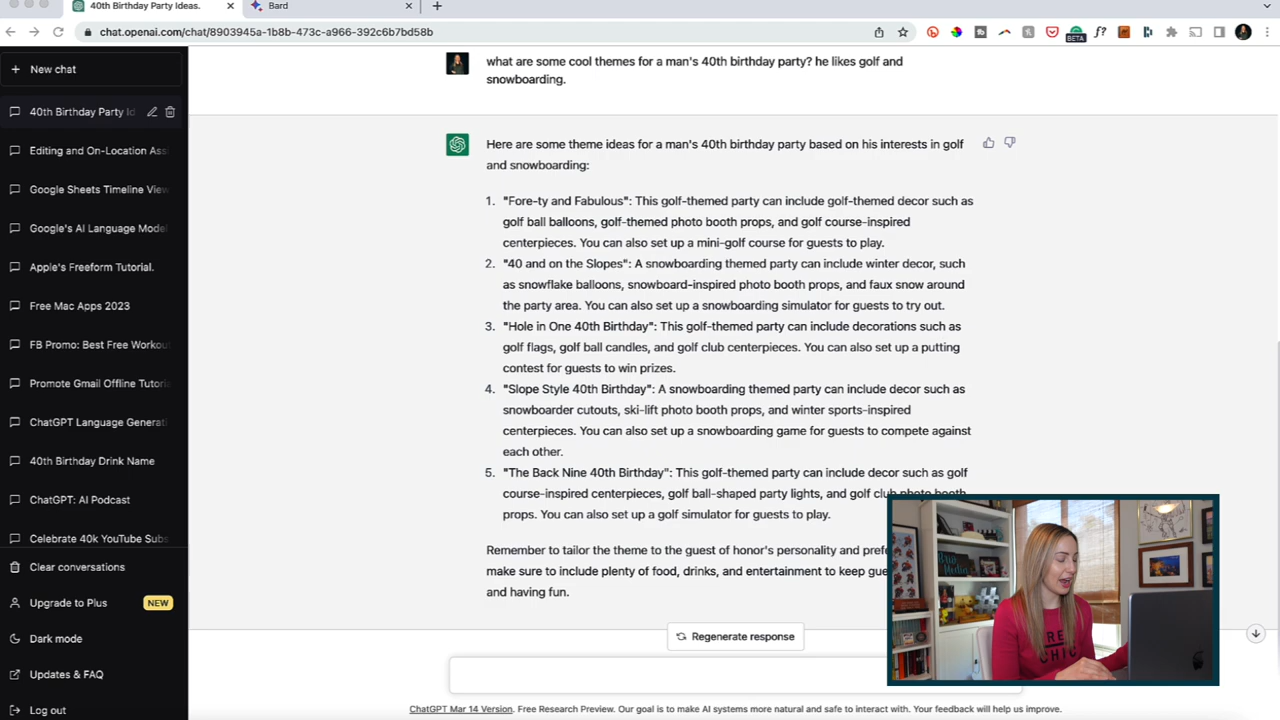 40th Birthday Party Ideas.
Bard
chat.openai.com/chat/8903945a-1b8b-473c-a966-392c6b7bd58b
BETA
f?
New chat
40th Birthday Party Id
Editing and On-Location Ass
Google Sheets Timeline View
Google's AI Language Model
Apple's Freeform Tutorial.
Free Mac Apps 2023
FB Promo: Best Free Workou
Promote Gmail Offline Tutoria
ChatGPT Language Generati
40th Birthday Drink Name
ChatGPT: AI Podcast
Celebrate 40k YouTube Subs
Clear conversations
Upgrade to Plus NEW
Dark mode
Updates & FAQ
Log out
what are some cool themes for a man's 40th birthday party? he likes golf and
snowboarding.
Here are some theme ideas for a man's 40th birthday party based on his interests in golf
and snowboarding:
1. "Fore-ty and Fabulous": This golf-themed party can include golf-themed decor such as
golf ball balloons, golf-themed photo booth props, and golf course-inspired
centerpieces. You can also set up a mini-golf course for guests to play.
2. "40 and on the Slopes": A snowboarding themed party can include winter decor, such
as snowflake balloons, snowboard-inspired photo booth props, and faux snow around
the party area. You can also set up a snowboarding simulator for guests to try out.
3. "Hole in One 40th Birthday": This golf-themed party can include decorations such as
golf flags, golf ball candles, and golf club centerpieces. You can also set up a putting
contest for guests to win prizes.
4. "Slope Style 40th Birthday": A snowboarding themed party can include decor such as
snowboarder cutouts, ski-lift photo booth props, and winter sports-inspired
centerpieces. You can also set up a snowboarding game for guests to compete against
each other.
5. "The Back Nine 40th Birthday": This golf-themed party can include decor such as golf
course-inspired centerpieces, golf ball-shaped party lights, and golf club photo booth
props. You can also set up a golf simulator for guests to play.
Remember to tailor the theme to the guest of honor's personality and prefe
make sure to include plenty of food, drinks, and entertainment to keep gue
and having fun.
Regenerate response
ChatGPT Mar 14 Version. Free Research Preview. Our goal is to make AI systems more natural and safe to interact with. Your feedback will help us improve.